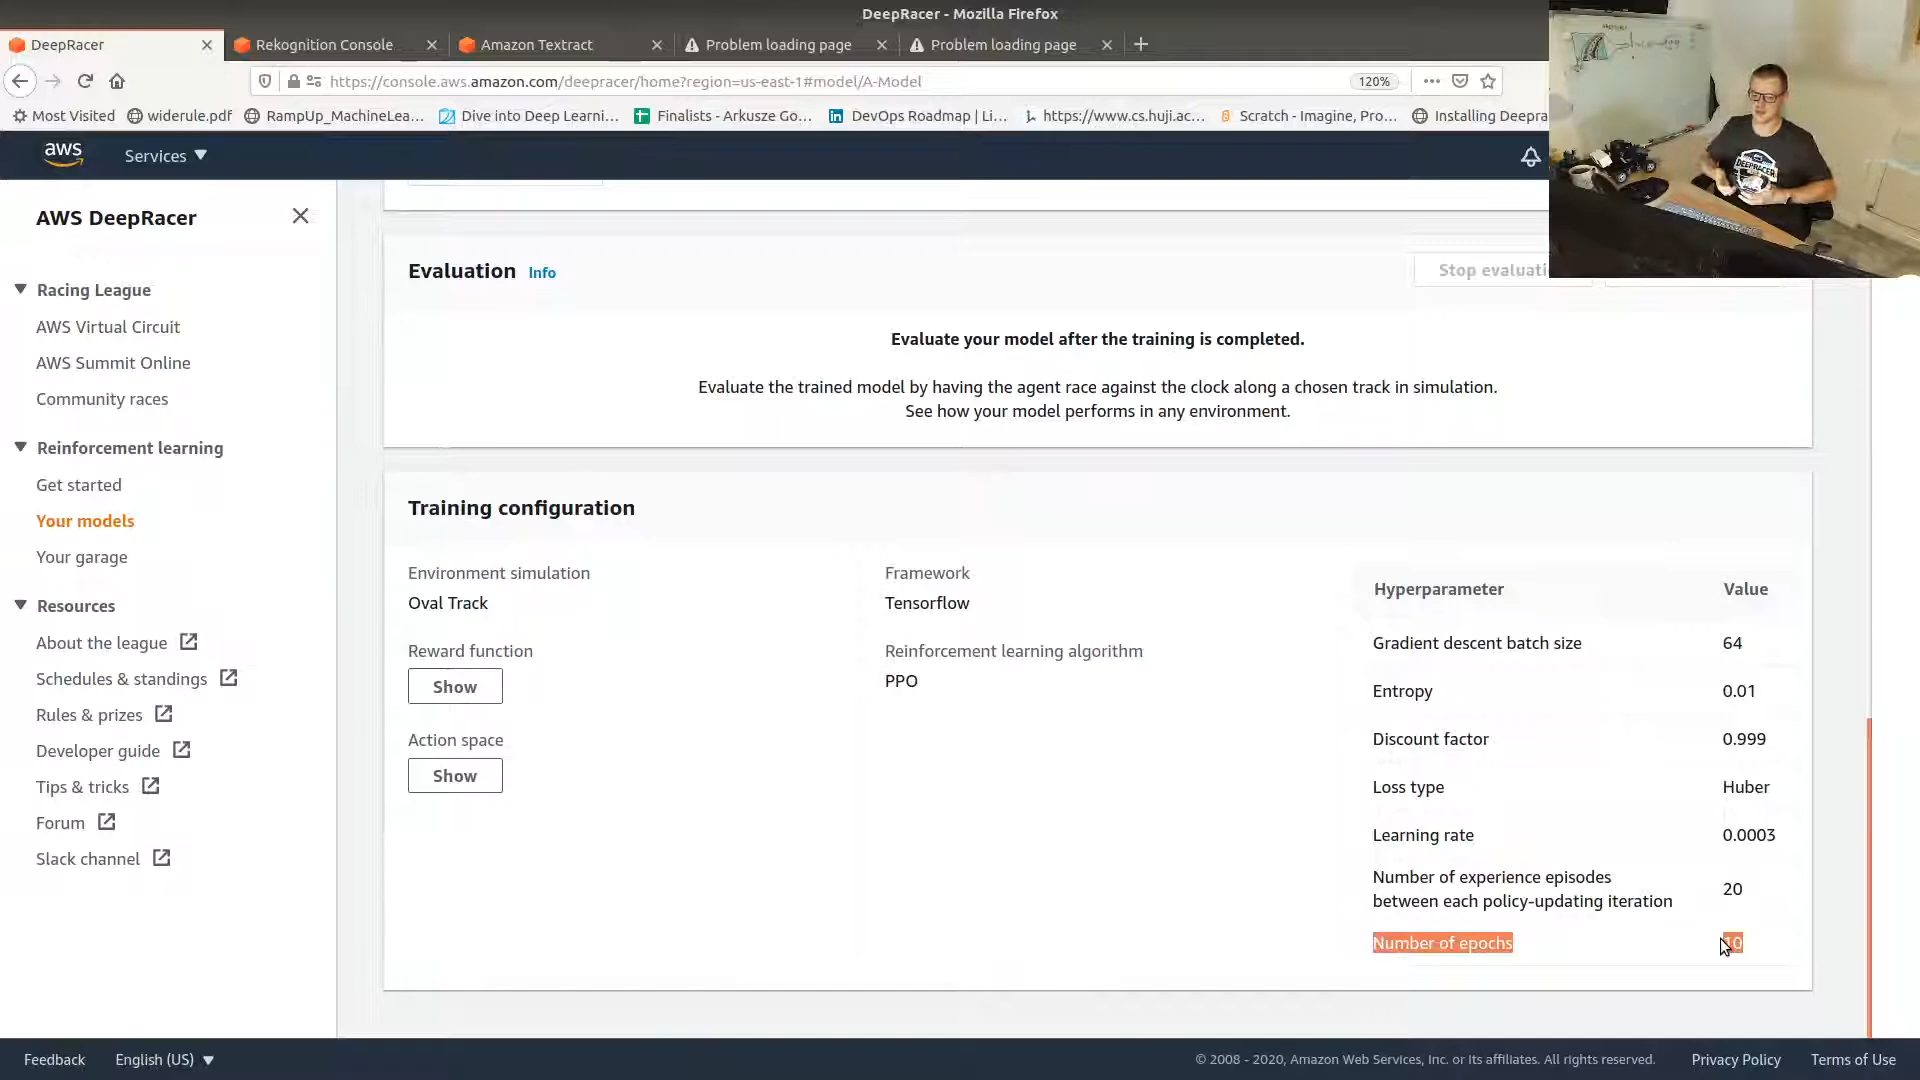 DeepRacer - Mozilla Firefox
DeepRacer
Rekognition Console
Amazon Textract
Problem loading page
Problem loading page
https://console.aws.amazon.com/deepracer/home?region=us-east-1#model/A-Model
120%
Most Visited
widerule.pdf
RampUp_MachineLea...
Dive into Deep Learni...
Finalists - Arkusze Go...
DevOps Roadmap | Li...
https://www.cs.huji.ac...
Scratch - Imagine, Pro...
Installing Deepra
aws
Services
AWS DeepRacer
Racing League
AWS Virtual Circuit
AWS Summit Online
Community races
Reinforcement learning
Get started
Your models
Your garage
Resources
About the league
Schedules & standings
Rules & prizes
Developer guide
Tips & tricks
Forum
Slack channel
Evaluation Info
Stop evaluati
Evaluate your model after the training is completed.
Evaluate the trained model by having the agent race against the clock along a chosen track in simulation.
See how your model performs in any environment.
Training configuration
Environment simulation
Oval Track
Reward function
Show
Action space
Show
Framework
Tensorflow
Reinforcement learning algorithm
PPO
Hyperparameter Value
Gradient descent batch size 64
Entropy 0.01
Discount factor 0.999
Loss type Huber
Learning rate 0.0003
Number of experience episodes
between each policy-updating iteration 20
Number of epochs 10
DEEPRACER
Feedback
English (US)
© 2008 - 2020, Amazon Web Services, Inc. or its affiliates. All rights reserved.
Privacy Policy
Terms of Use